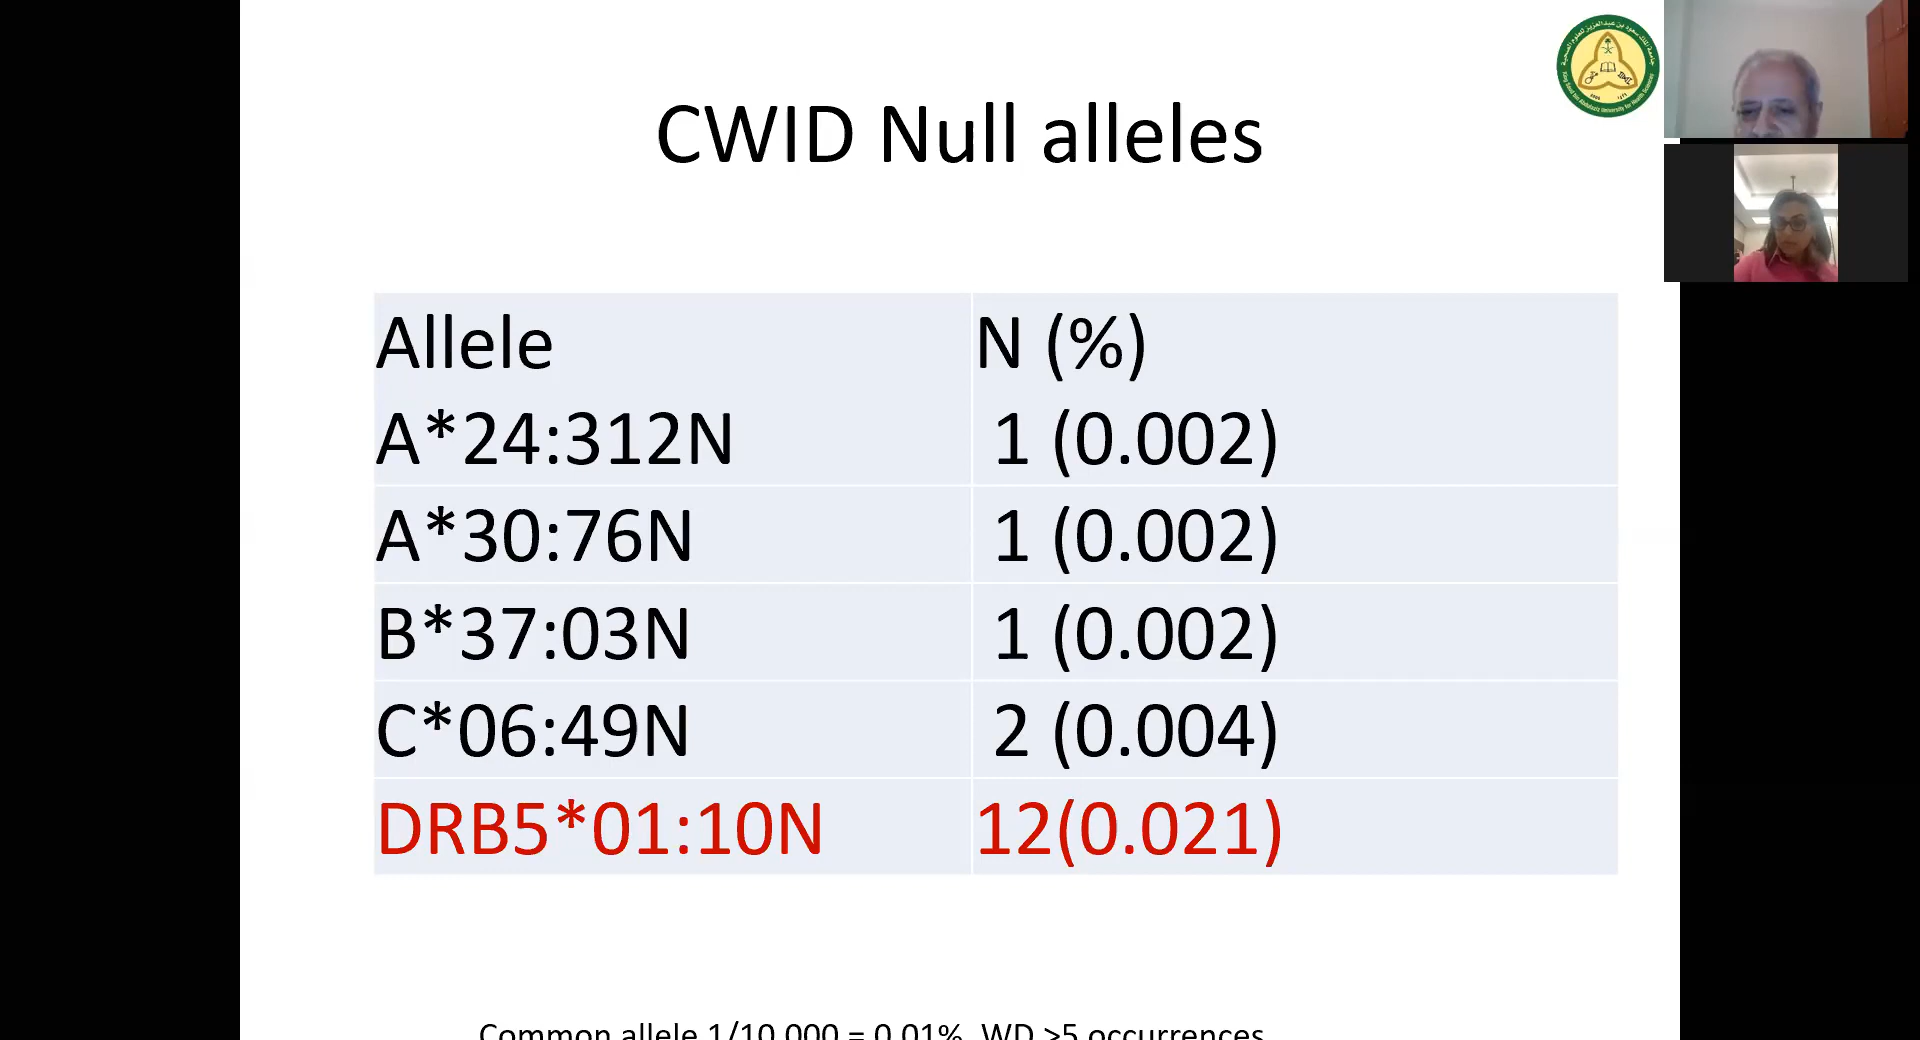 CWID Null alleles
Allele N (%)
A*24:312N 1 (0.002)
A*30:76N 1 (0.002)
B*37:03N 1 (0.002)
C*06:49N 2 (0.004)
DRB5*01:10N 12(0.021)
Common allele 1/10,000 = 0.01%, WD >5 occurrences